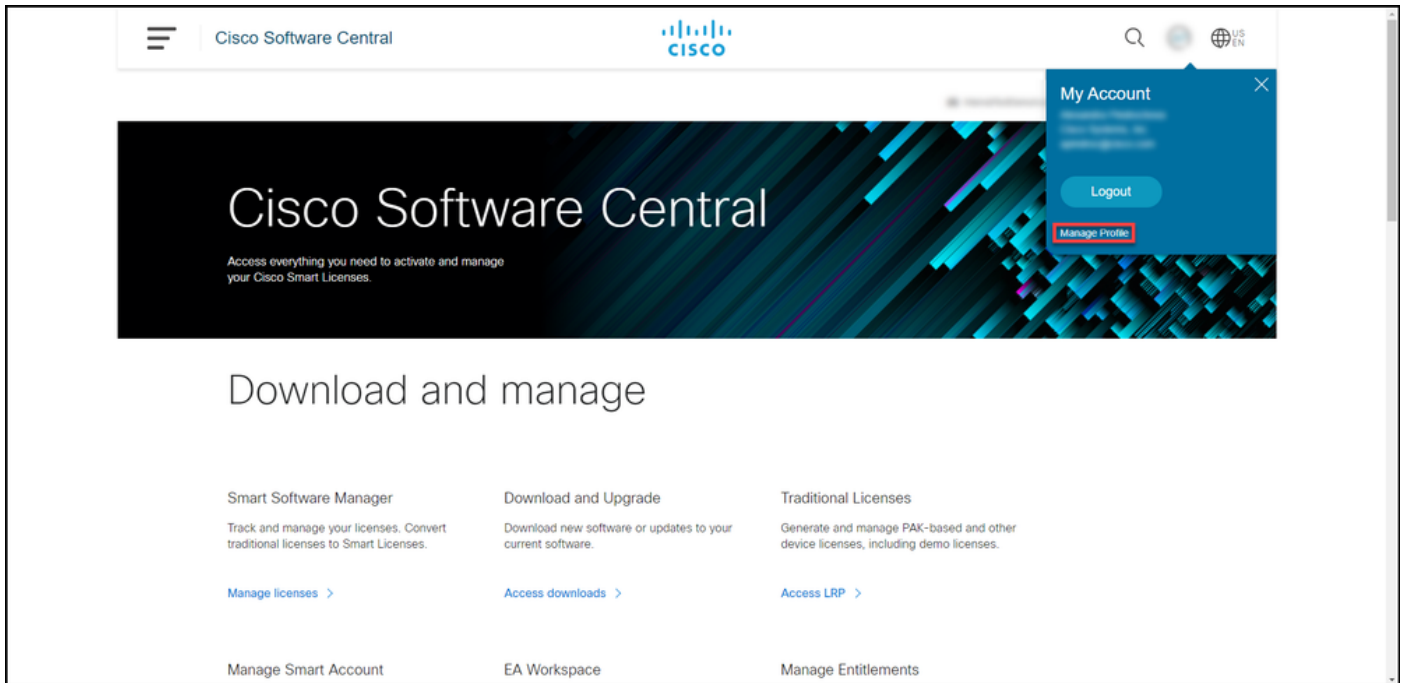 Cisco Software Central
CISCO
US
EN
My Account
Logout
Manage Profile
Cisco Software Central
Access everything you need to activate and manage
your Cisco Smart Licenses.
Download and manage
Smart Software Manager
Track and manage your licenses. Convert
traditional licenses to Smart Licenses.
Manage licenses >
Download and Upgrade
Download new software or updates to your
current software.
Access downloads >
Traditional Licenses
Generate and manage PAK-based and other
device licenses, including demo licenses.
Access LRP >
Manage Smart Account
EA Workspace
Manage Entitlements